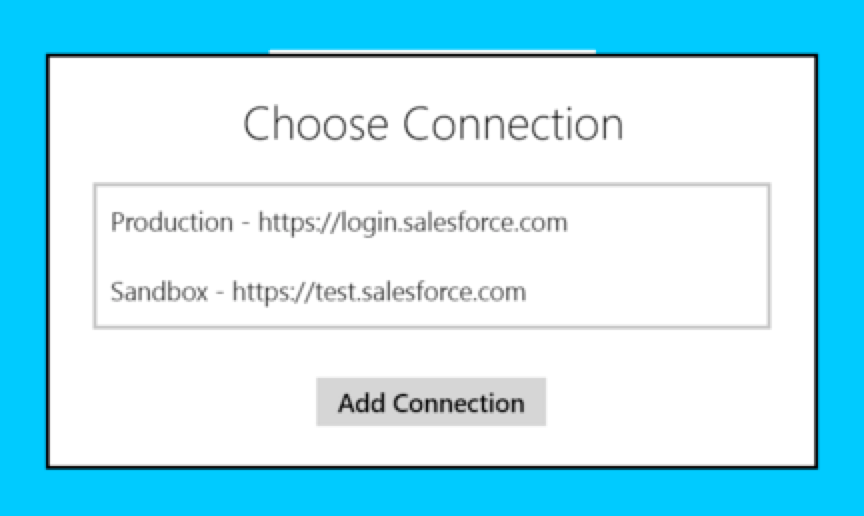 Choose Connection
Production - https://login.salesforce.com
Sandbox - https://test.salesforce.com
Add Connection